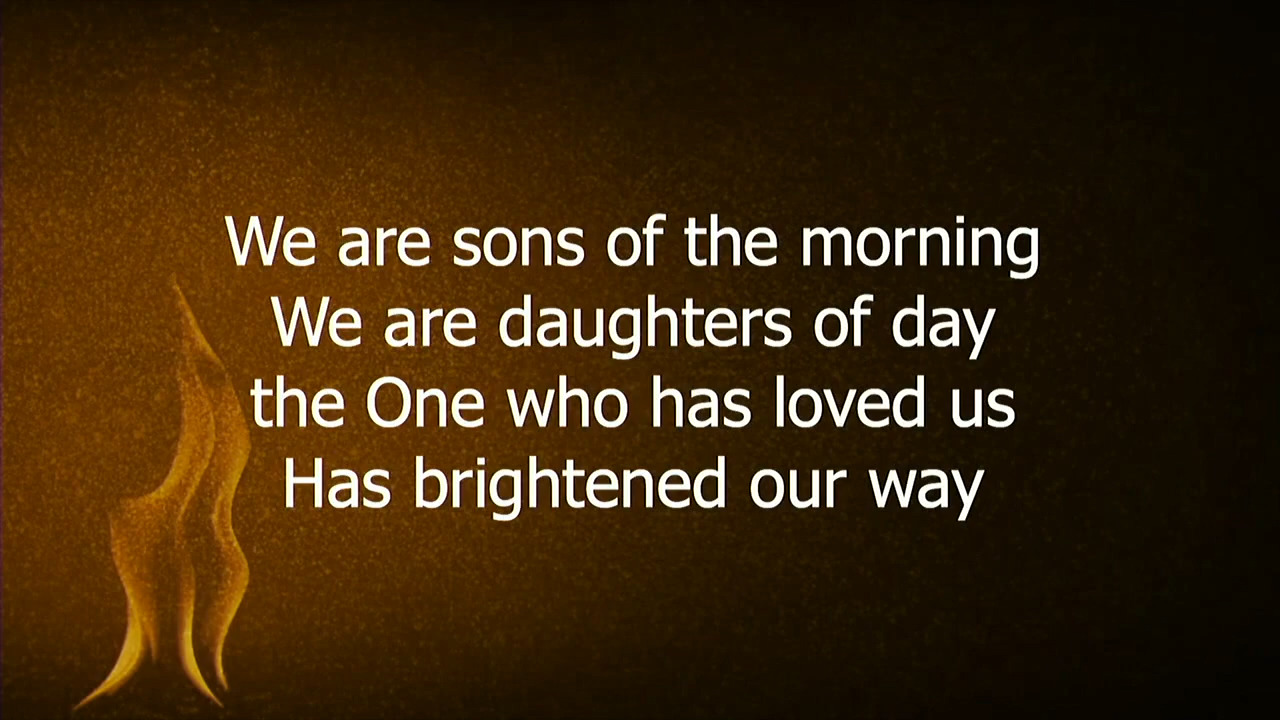 We are sons of the morning
We are daughters of day
the One who has loved us
Has brightened our way